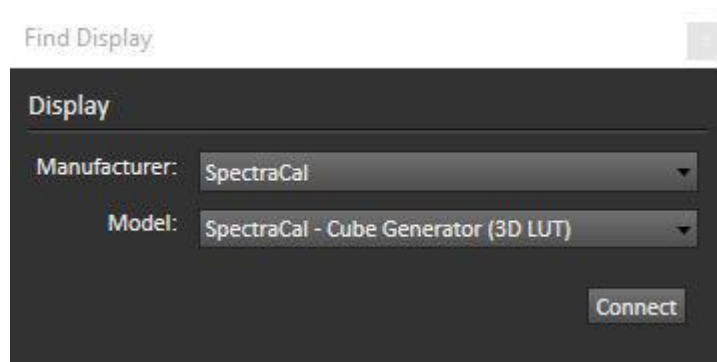 Find Display
Display
Manufacturer: SpectraCal
Model: SpectraCal - Cube Generator (3D LUT)
Connect